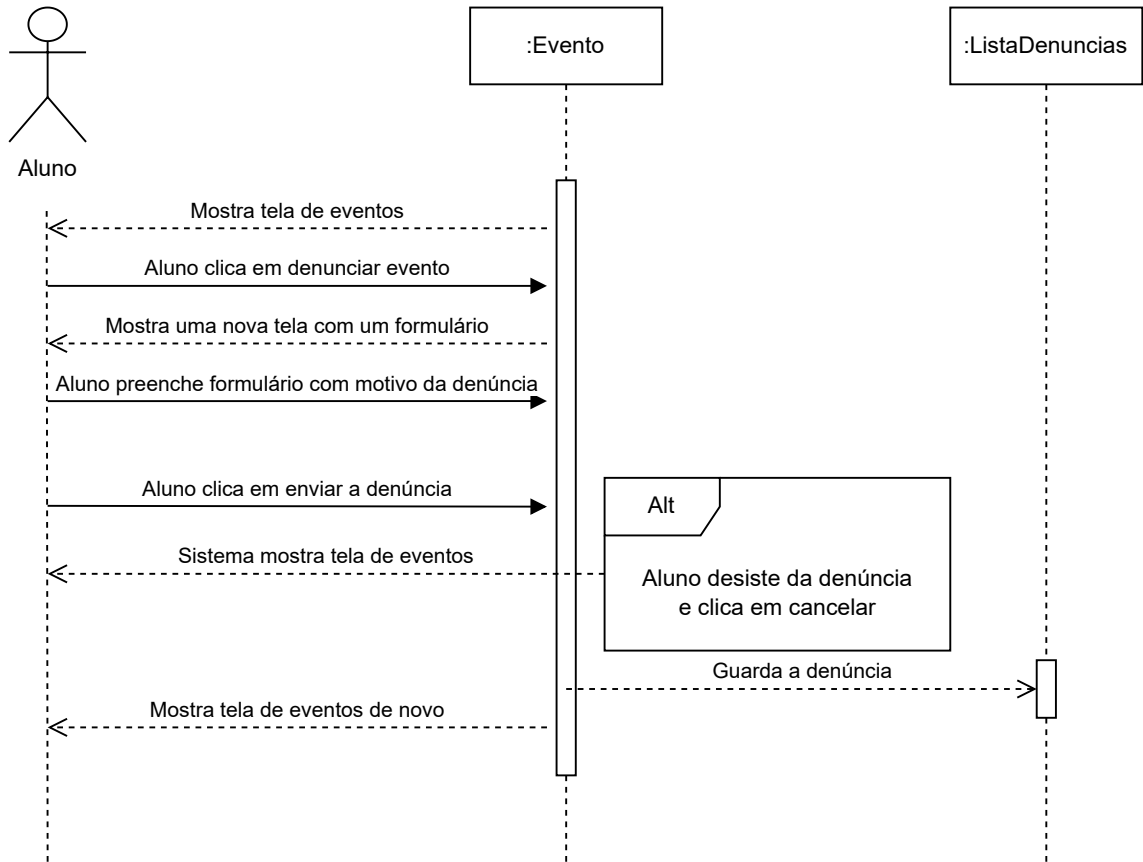 :Evento
:ListaDenuncias
Aluno
Mostra tela de eventos
Aluno clica em denunciar evento
Mostra uma nova tela com um formulário
Aluno preenche formulário com motivo da denúncia
Aluno clica em enviar a denúncia
Alt
Sistema mostra tela de eventos
Aluno desiste da denúncia
e clica em cancelar
Guarda a denúncia
Mostra tela de eventos de novo